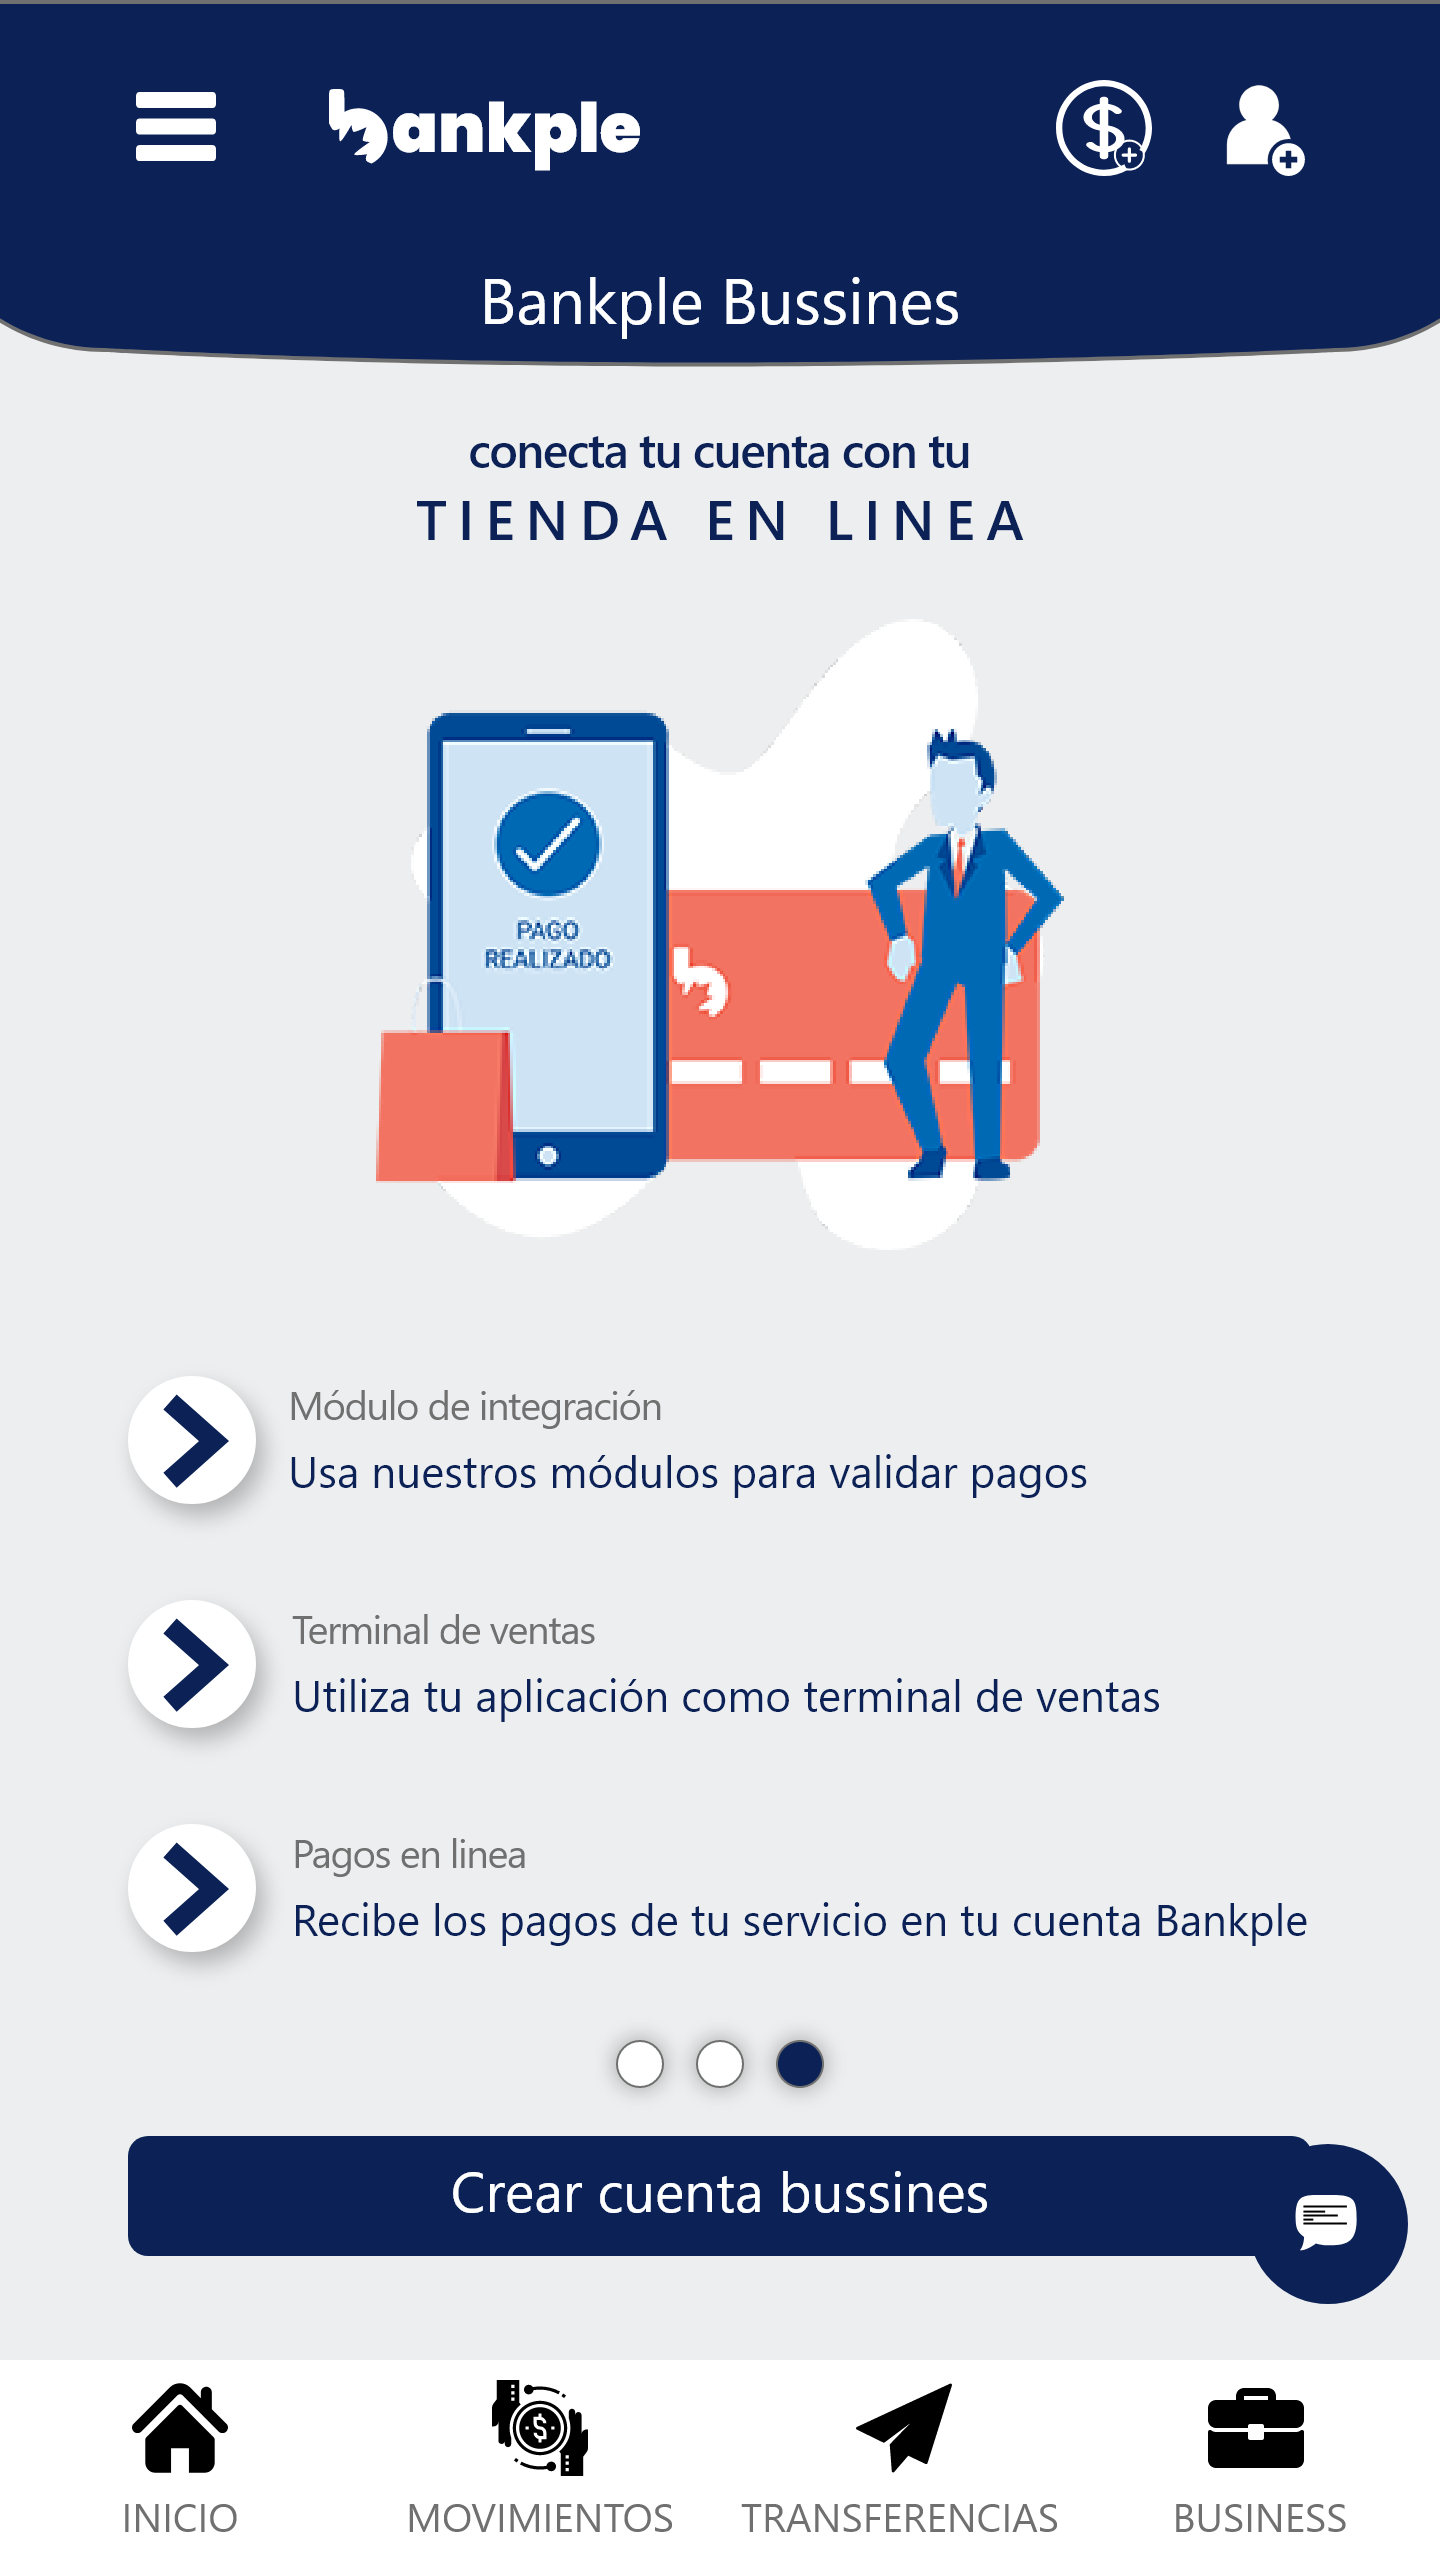 bankple
Bankple Bussines
conecta tu cuenta con tu
TIENDA EN LINEA
PAGO
REALIZADO
Módulo de integración
Usa nuestros módulos para validar pagos
Terminal de ventas
Utiliza tu aplicación como terminal de ventas
Pagos en linea
Recibe los pagos de tu servicio en tu cuenta Bankple
Crear cuenta bussines
INICIO
MOVIMIENTOS
TRANSFERENCIAS
BUSINESS